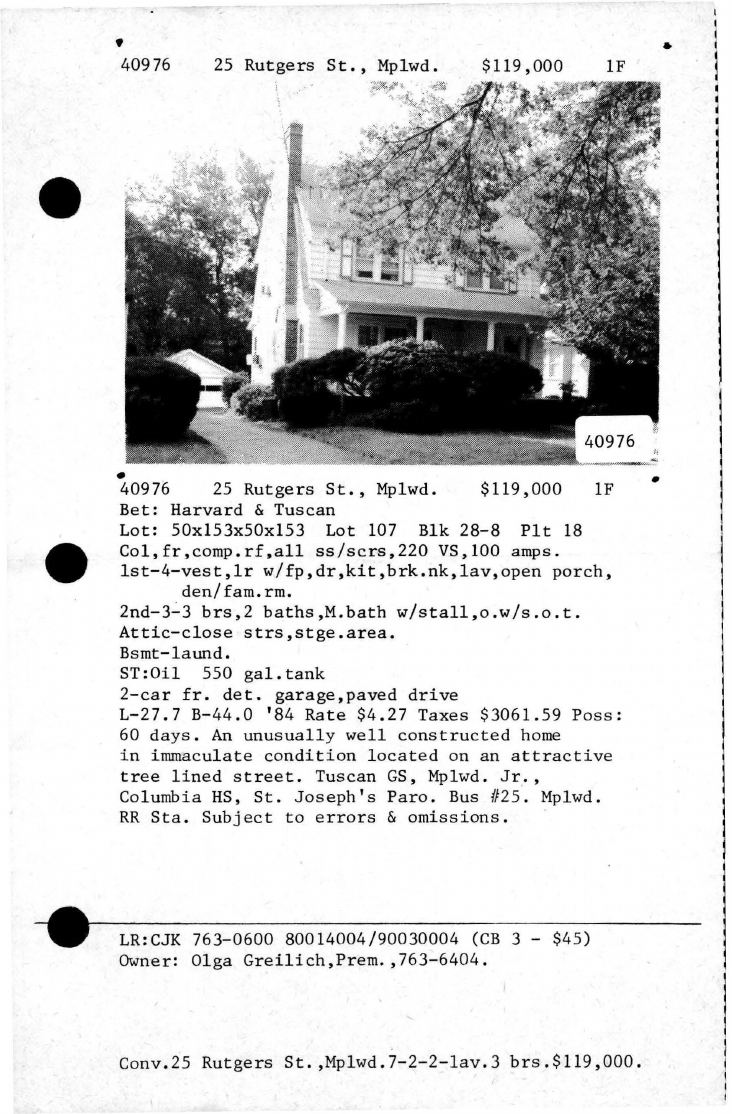 40976 25 Rutgers St., Mplwd. $119,000 1F
40976
40976 25 Rutgers St., Mplwd. $119,000 1F
Bet: Harvard & Tuscan
Lot: 50x153x50x153 Lot 107 Blk 28-8 Plt 18
Col,fr,comp.rf,all ss/scrs,220 VS,100 amps.
1st-4-vest,lr w/fp,dr,kit,brk.nk,lav,open porch,
den/fam.rm.
2nd-3-3 brs,2 baths,M.bath w/stall,o.w/s.o.t.
Attic-close strs,stge.area.
Bsmt-laund.
ST:Oil 550 gal.tank
2-car fr. det. garage,paved drive
L-27.7 B-44.0 '84 Rate $4.27 Taxes $3061.59 Poss:
60 days. An unusually well constructed home
in immaculate condition located on an attractive
tree lined street. Tuscan GS, Mplwd. Jr.,
Columbia HS, St. Joseph's Paro. Bus #25. Mplwd.
RR Sta. Subject to errors & omissions.
LR:CJK 763-0600 80014004/90030004 (CB 3 - $45)
Owner: Olga Greilich,Prem.,763-6404.
Conv.25 Rutgers St.,Mplwd.7-2-2-lav.3 brs.$119,000.